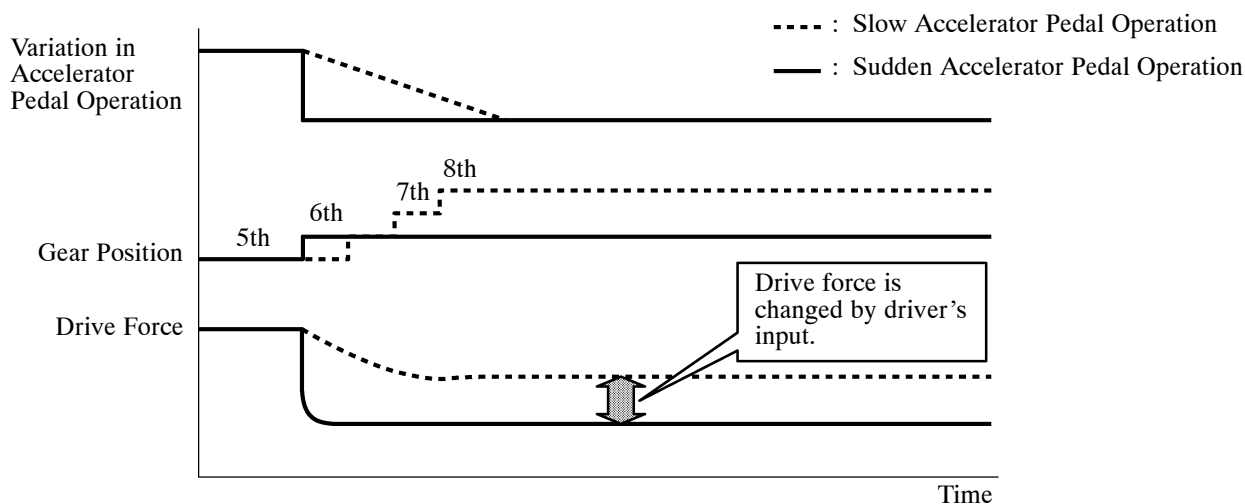 : Slow Accelerator Pedal Operation
: Sudden Accelerator Pedal Operation
Variation in
Accelerator
Pedal Operation
8th
7th
6th
5th
Gear Position
Drive force is
changed by driver's
input.
Drive Force
Time